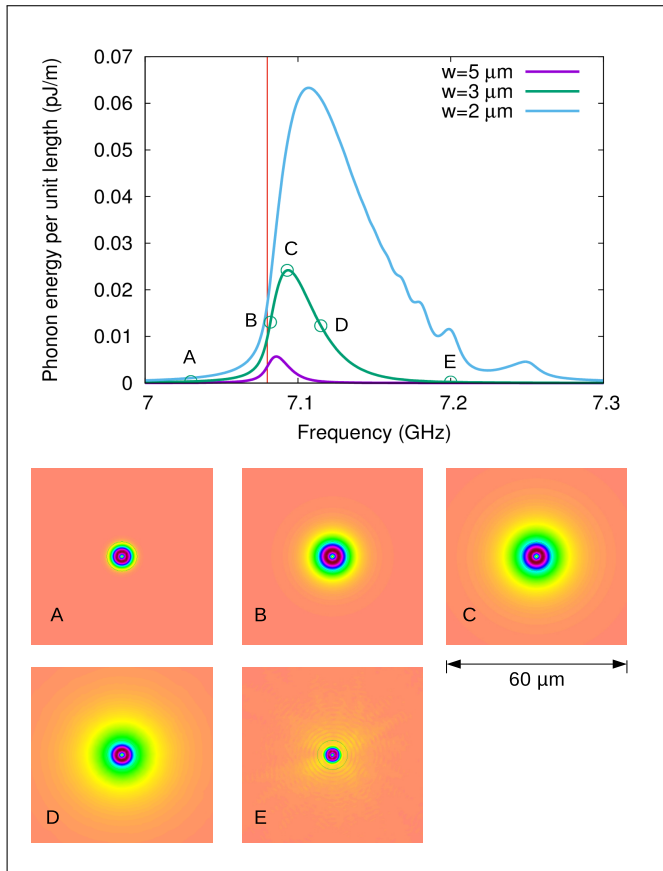 Phonon energy per unit length (pJ/m)
0.07
0.06
0.05
0.04
0.03
0.02
0.01
0
w=5 μm
w=3 μm
w=2 μm
A
B
C
D
E
7
7.1
7.2
7.3
Frequency (GHz)
A
B
C
60 μm
D
E